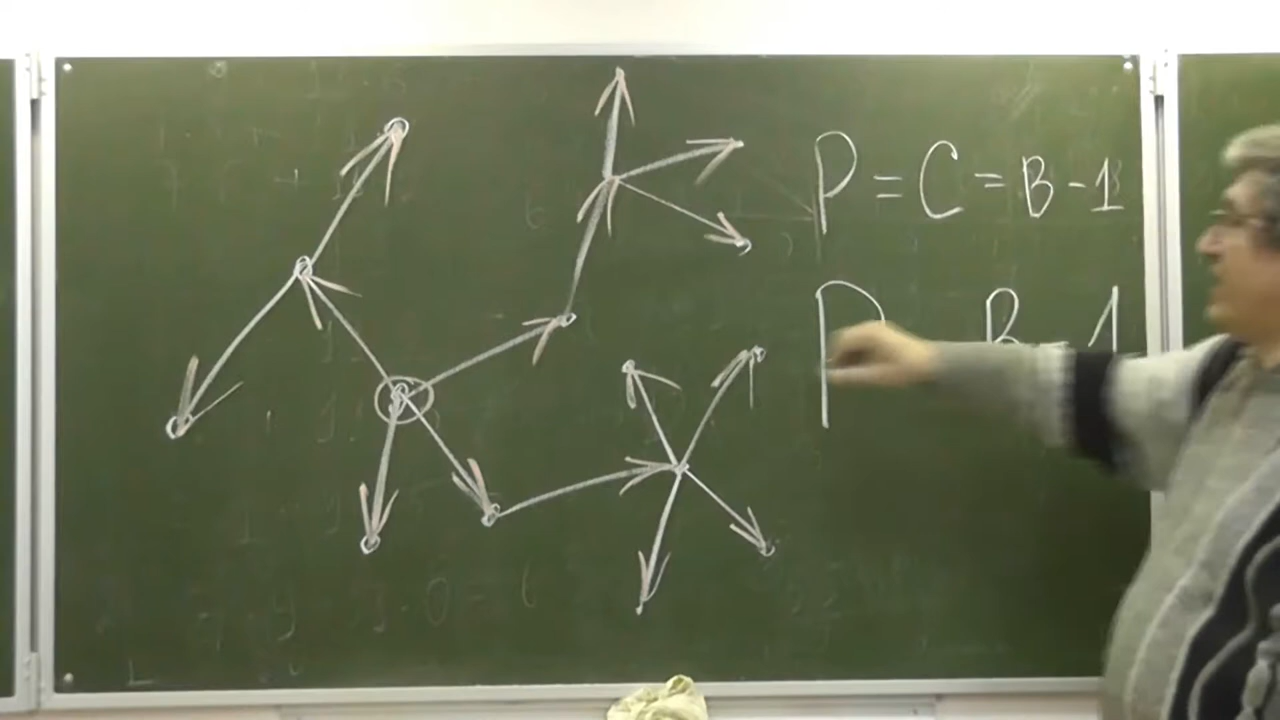 Р = С = В - 1
Р В - 1